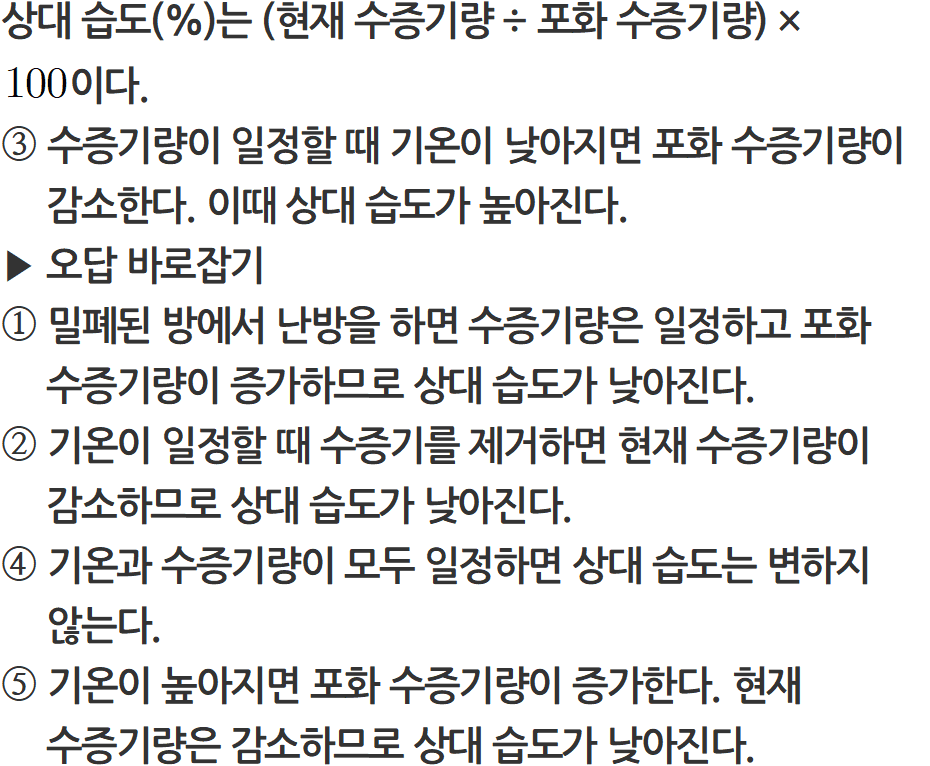 상대 습도(%)는 (현재 수증기량 ÷ 포화 수증기량) ×
100이다.
③ 수증기량이 일정할 때 기온이 낮아지면 포화 수증기량이
감소한다. 이때 상대 습도가 높아진다.
▶ 오답 바로잡기
① 밀폐된 방에서 난방을 하면 수증기량은 일정하고 포화
수증기량이 증가하므로 상대 습도가 낮아진다.
② 기온이 일정할 때 수증기를 제거하면 현재 수증기량이
감소하므로 상대 습도가 낮아진다.
④ 기온과 수증기량이 모두 일정하면 상대 습도는 변하지
않는다.
⑤ 기온이 높아지면 포화 수증기량이 증가한다. 현재
수증기량은 감소하므로 상대 습도가 낮아진다.